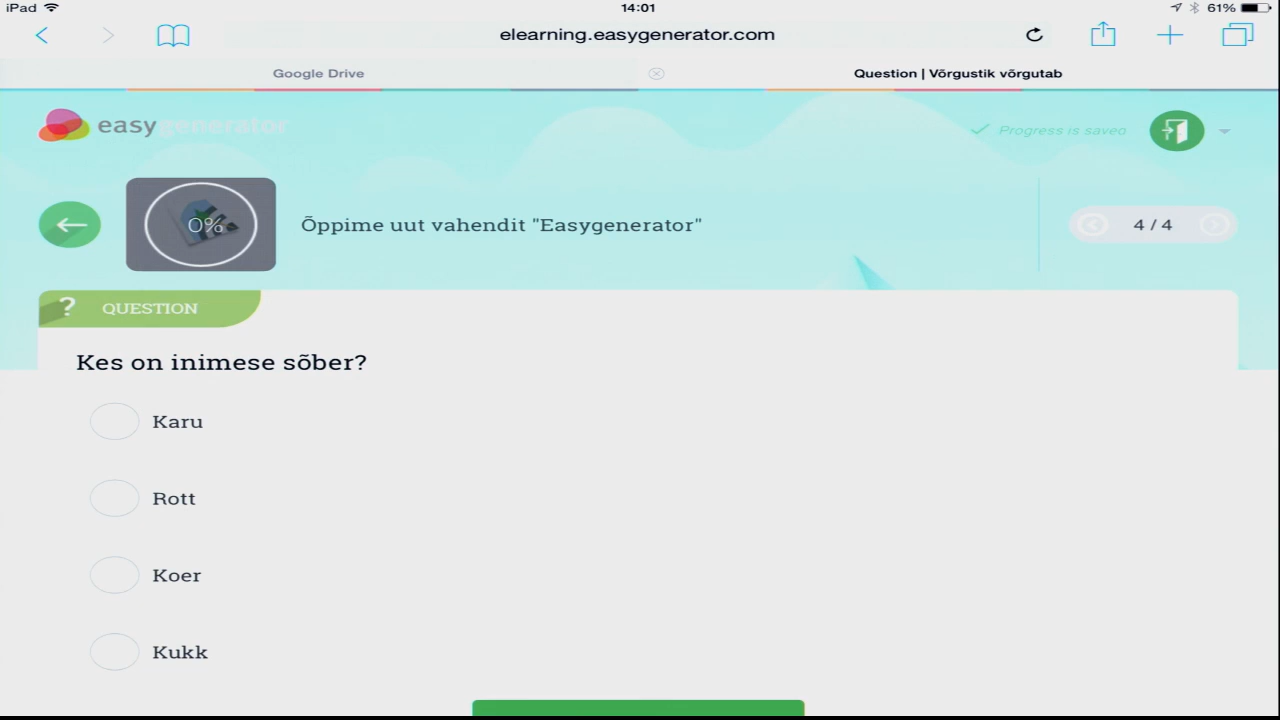 iPad 14:01 61%
elearning.easygenerator.com
Google Drive Question | Võrgustik võrgutab
easygenerator Progress is saved
0% Õppime uut vahendit "Easygenerator" 4 / 4
? QUESTION
Kes on inimese sõber?
Karu
Rott
Koer
Kukk